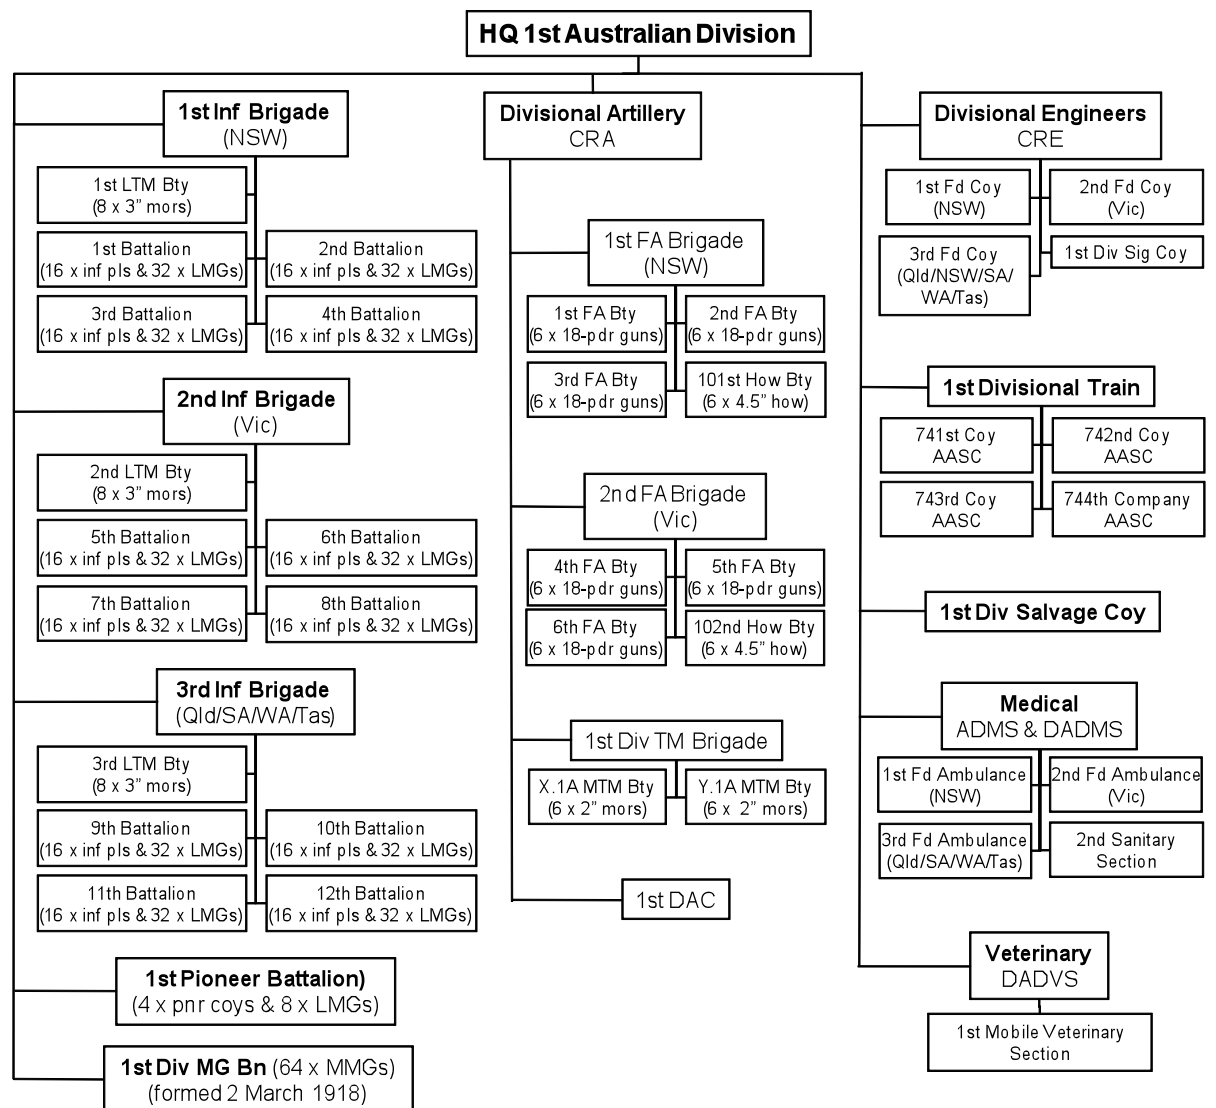 HQ 1st Australian Division
1st Inf Brigade
(NSW)
1st LTM Bty
(8 x 3” mors)
1st Battalion
(16 x inf pls & 32 x LMGs)
2nd Battalion
(16 x inf pls & 32 x LMGs)
3rd Battalion
(16 x inf pls & 32 x LMGs)
4th Battalion
(16 x inf pls & 32 x LMGs)
2nd Inf Brigade
(Vic)
2nd LTM Bty
(8 x 3” mors)
5th Battalion
(16 x inf pls & 32 x LMGs)
6th Battalion
(16 x inf pls & 32 x LMGs)
7th Battalion
(16 x inf pls & 32 x LMGs)
8th Battalion
(16 x inf pls & 32 x LMGs)
3rd Inf Brigade
(Qld/SA/WA/Tas)
3rd LTM Bty
(8 x 3” mors)
9th Battalion
(16 x inf pls & 32 x LMGs)
10th Battalion
(16 x inf pls & 32 x LMGs)
11th Battalion
(16 x inf pls & 32 x LMGs)
12th Battalion
(16 x inf pls & 32 x LMGs)
1st Pioneer Battalion)
(4 x pnr coys & 8 x LMGs)
1st Div MG Bn (64 x MMGs)
(formed 2 March 1918)
Divisional Artillery
CRA
1st FA Brigade
(NSW)
1st FA Bty
(6 x 18-pdr guns)
2nd FA Bty
(6 x 18-pdr guns)
3rd FA Bty
(6 x 18-pdr guns)
101st How Bty
(6 x 4.5” how)
2nd FA Brigade
(Vic)
4th FA Bty
(6 x 18-pdr guns)
5th FA Bty
(6 x 18-pdr guns)
6th FA Bty
(6 x 18-pdr guns)
102nd How Bty
(6 x 4.5” how)
1st Div TM Brigade
X.1A MTM Bty
(6 x 2” mors)
Y.1A MTM Bty
(6 x 2” mors)
1st DAC
Divisional Engineers
CRE
1st Fd Coy
(NSW)
2nd Fd Coy
(Vic)
3rd Fd Coy
(Qld/NSW/SA/
WA/Tas)
1st Div Sig Coy
1st Divisional Train
741st Coy
AASC
742nd Coy
AASC
743rd Coy
AASC
744th Company
AASC
1st Div Salvage Coy
Medical
ADMS & DADMS
1st Fd Ambulance
(NSW)
2nd Fd Ambulance
(Vic)
3rd Fd Ambulance
(Qld/SA/WA/Tas)
2nd Sanitary
Section
Veterinary
DADVS
1st Mobile Veterinary
Section